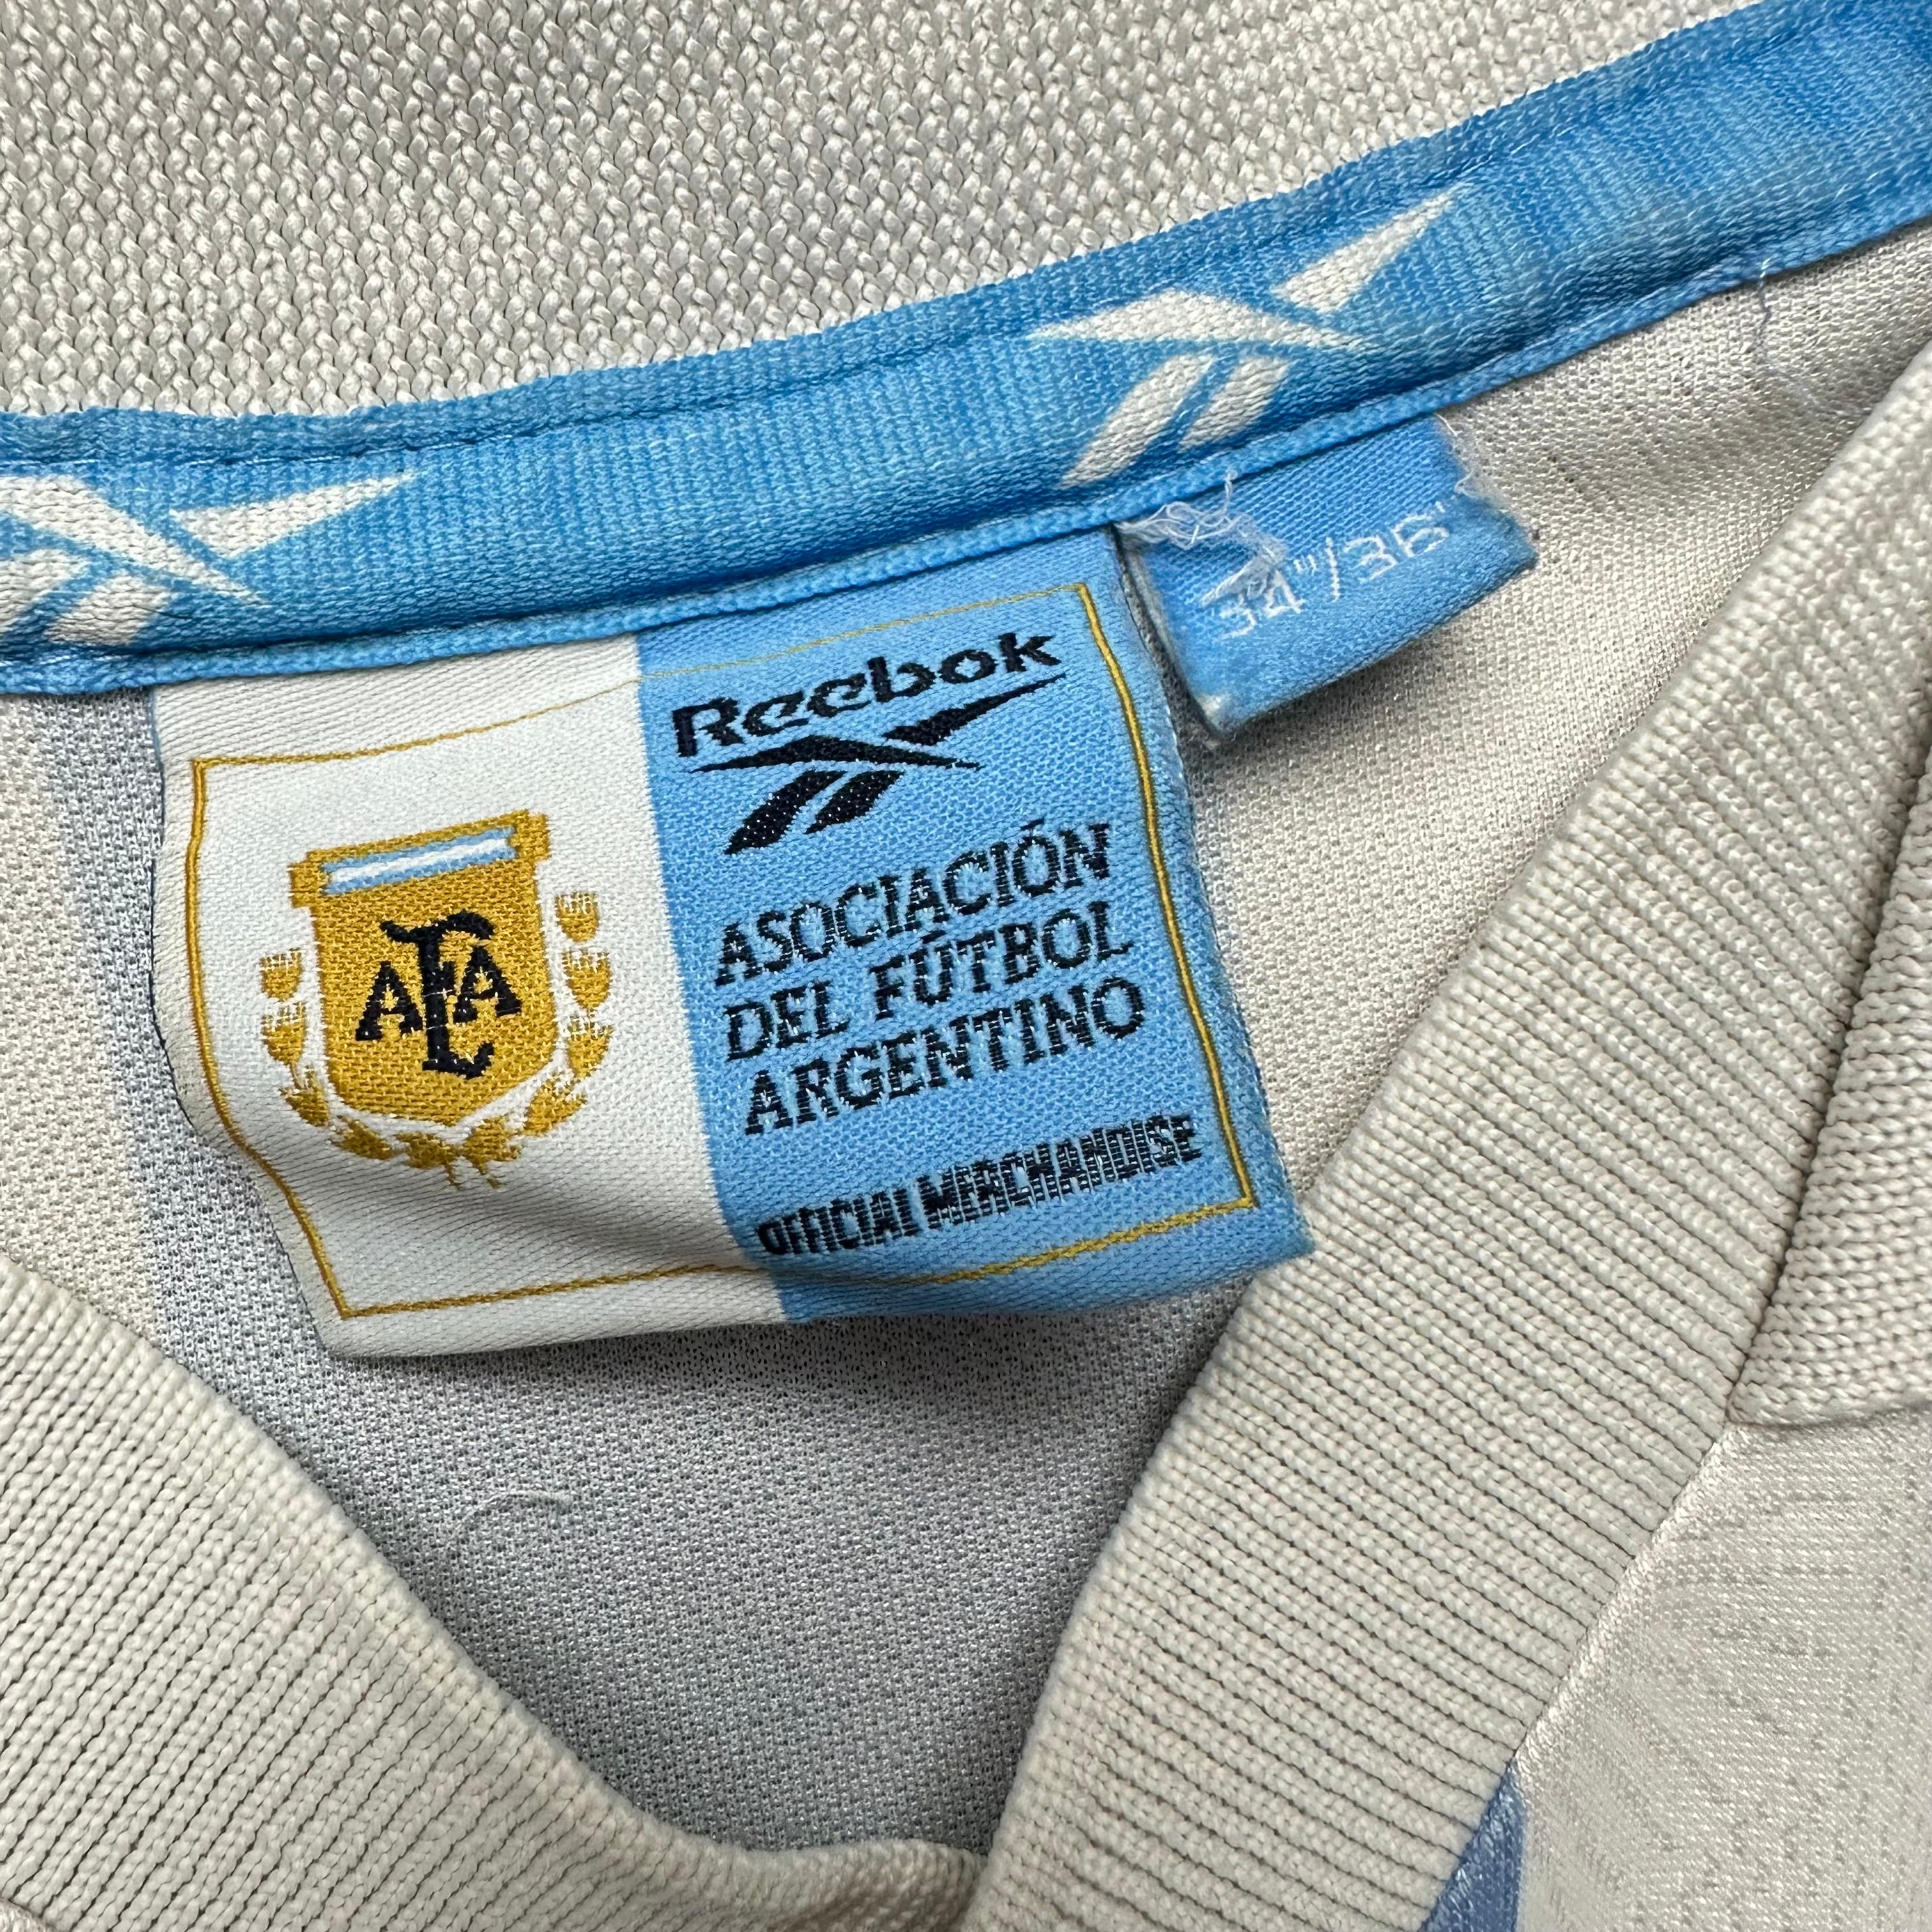 34"/36"
Reebok
AFA
ASOCIACIÓN
DEL FÚTBOL
ARGENTINO
OFFICIAL MERCHANDISE